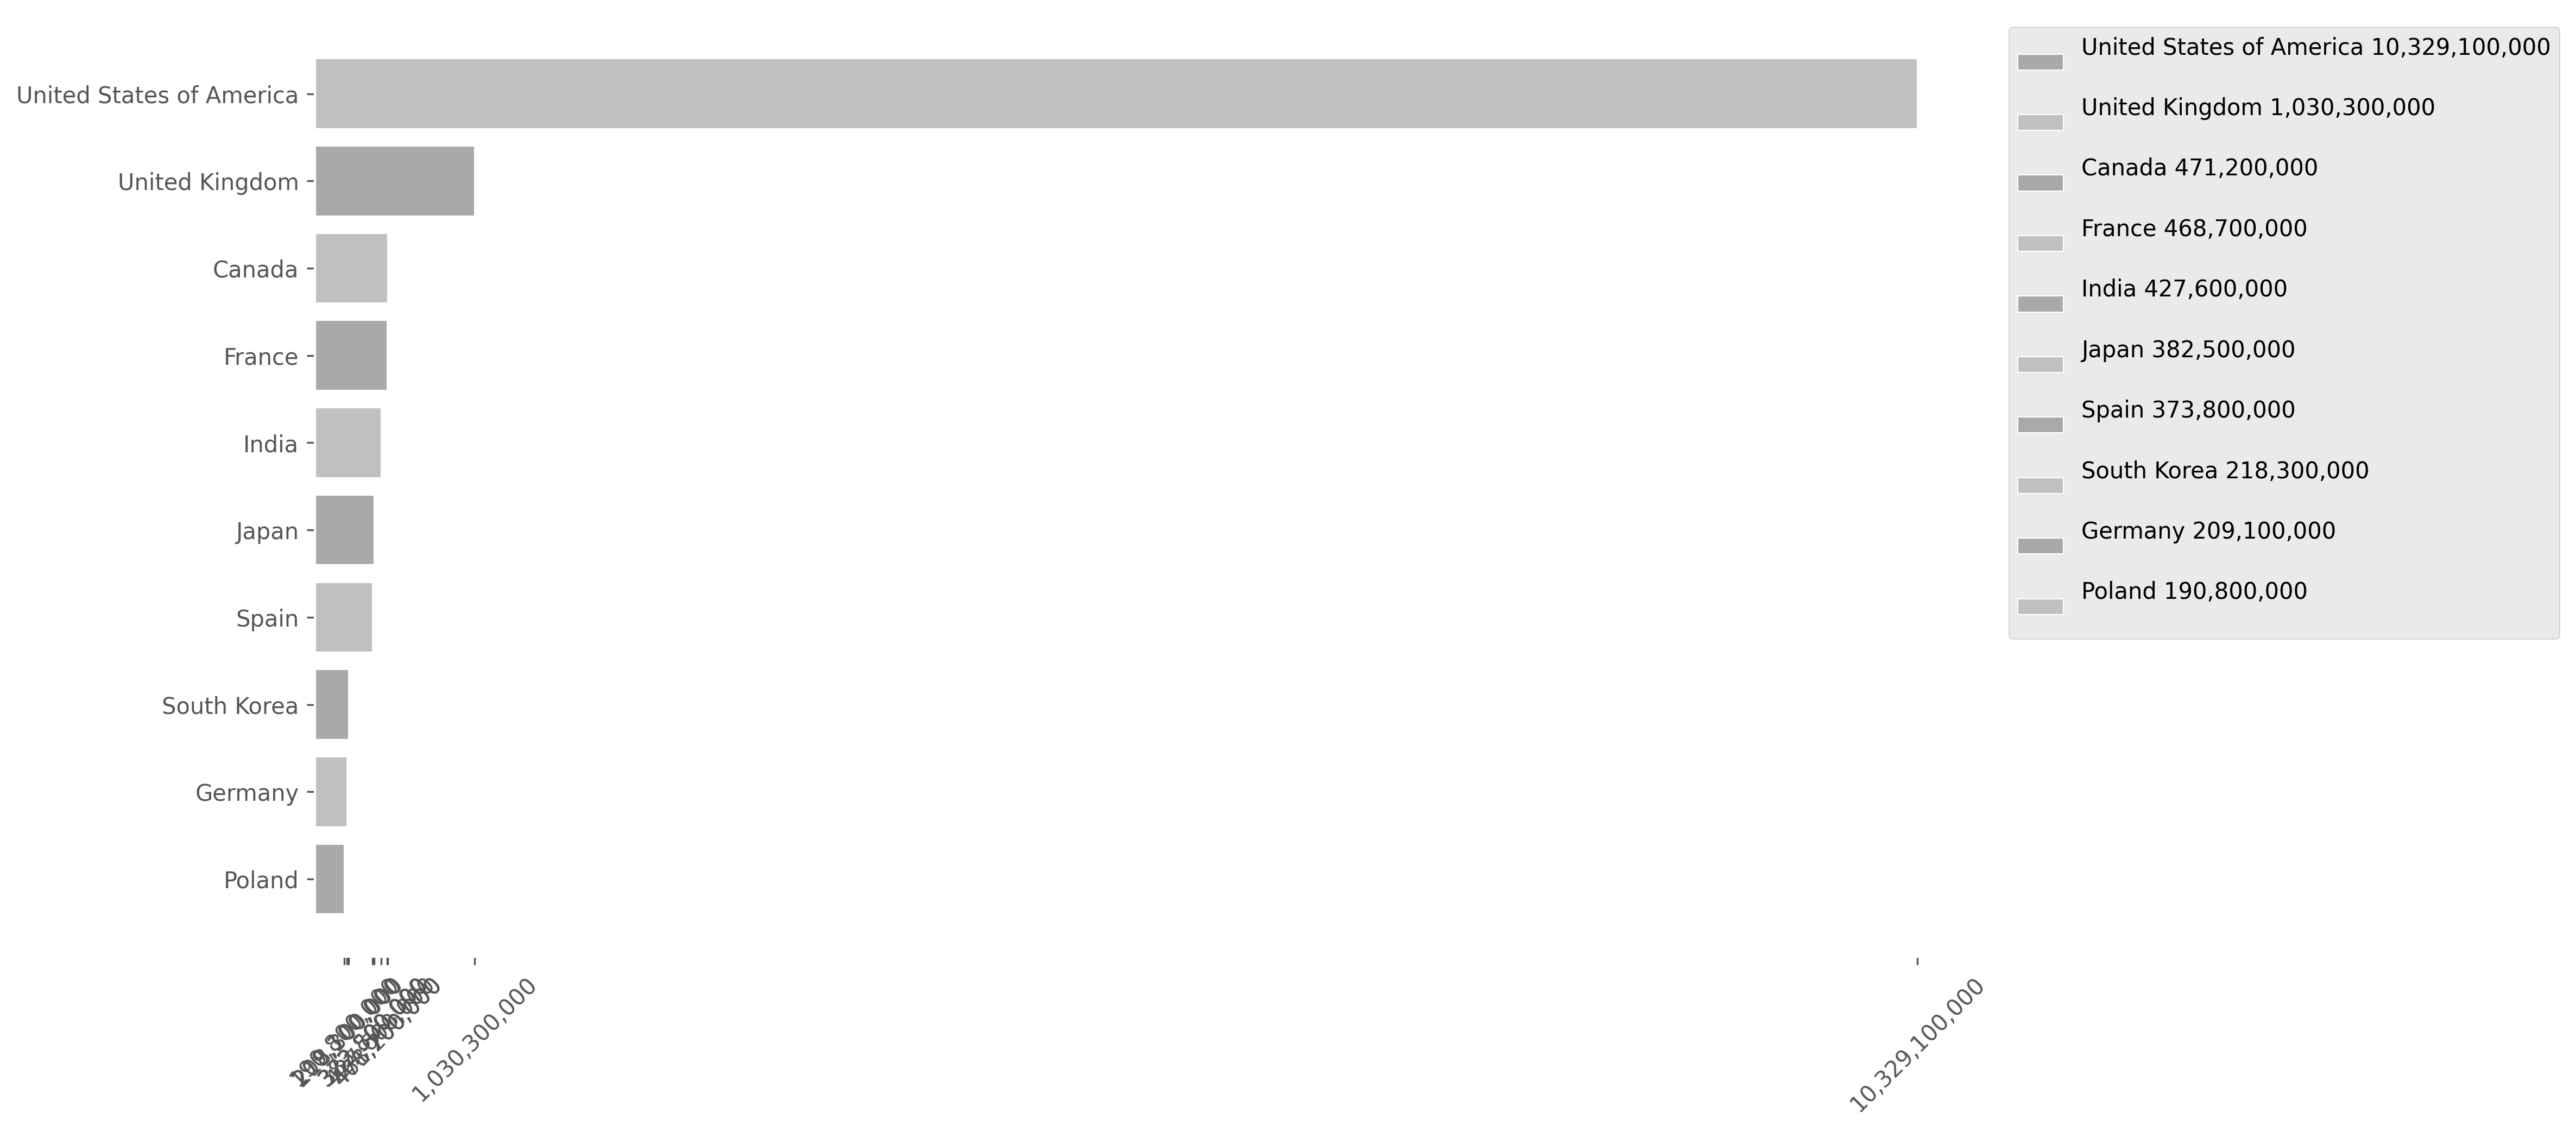 United States of America
United Kingdom
Canada
France
India
Japan
Spain
South Korea
Germany
Poland
1,030,300,000
10,329,100,000
United States of America 10,329,100,000
United Kingdom 1,030,300,000
Canada 471,200,000
France 468,700,000
India 427,600,000
Japan 382,500,000
Spain 373,800,000
South Korea 218,300,000
Germany 209,100,000
Poland 190,800,000